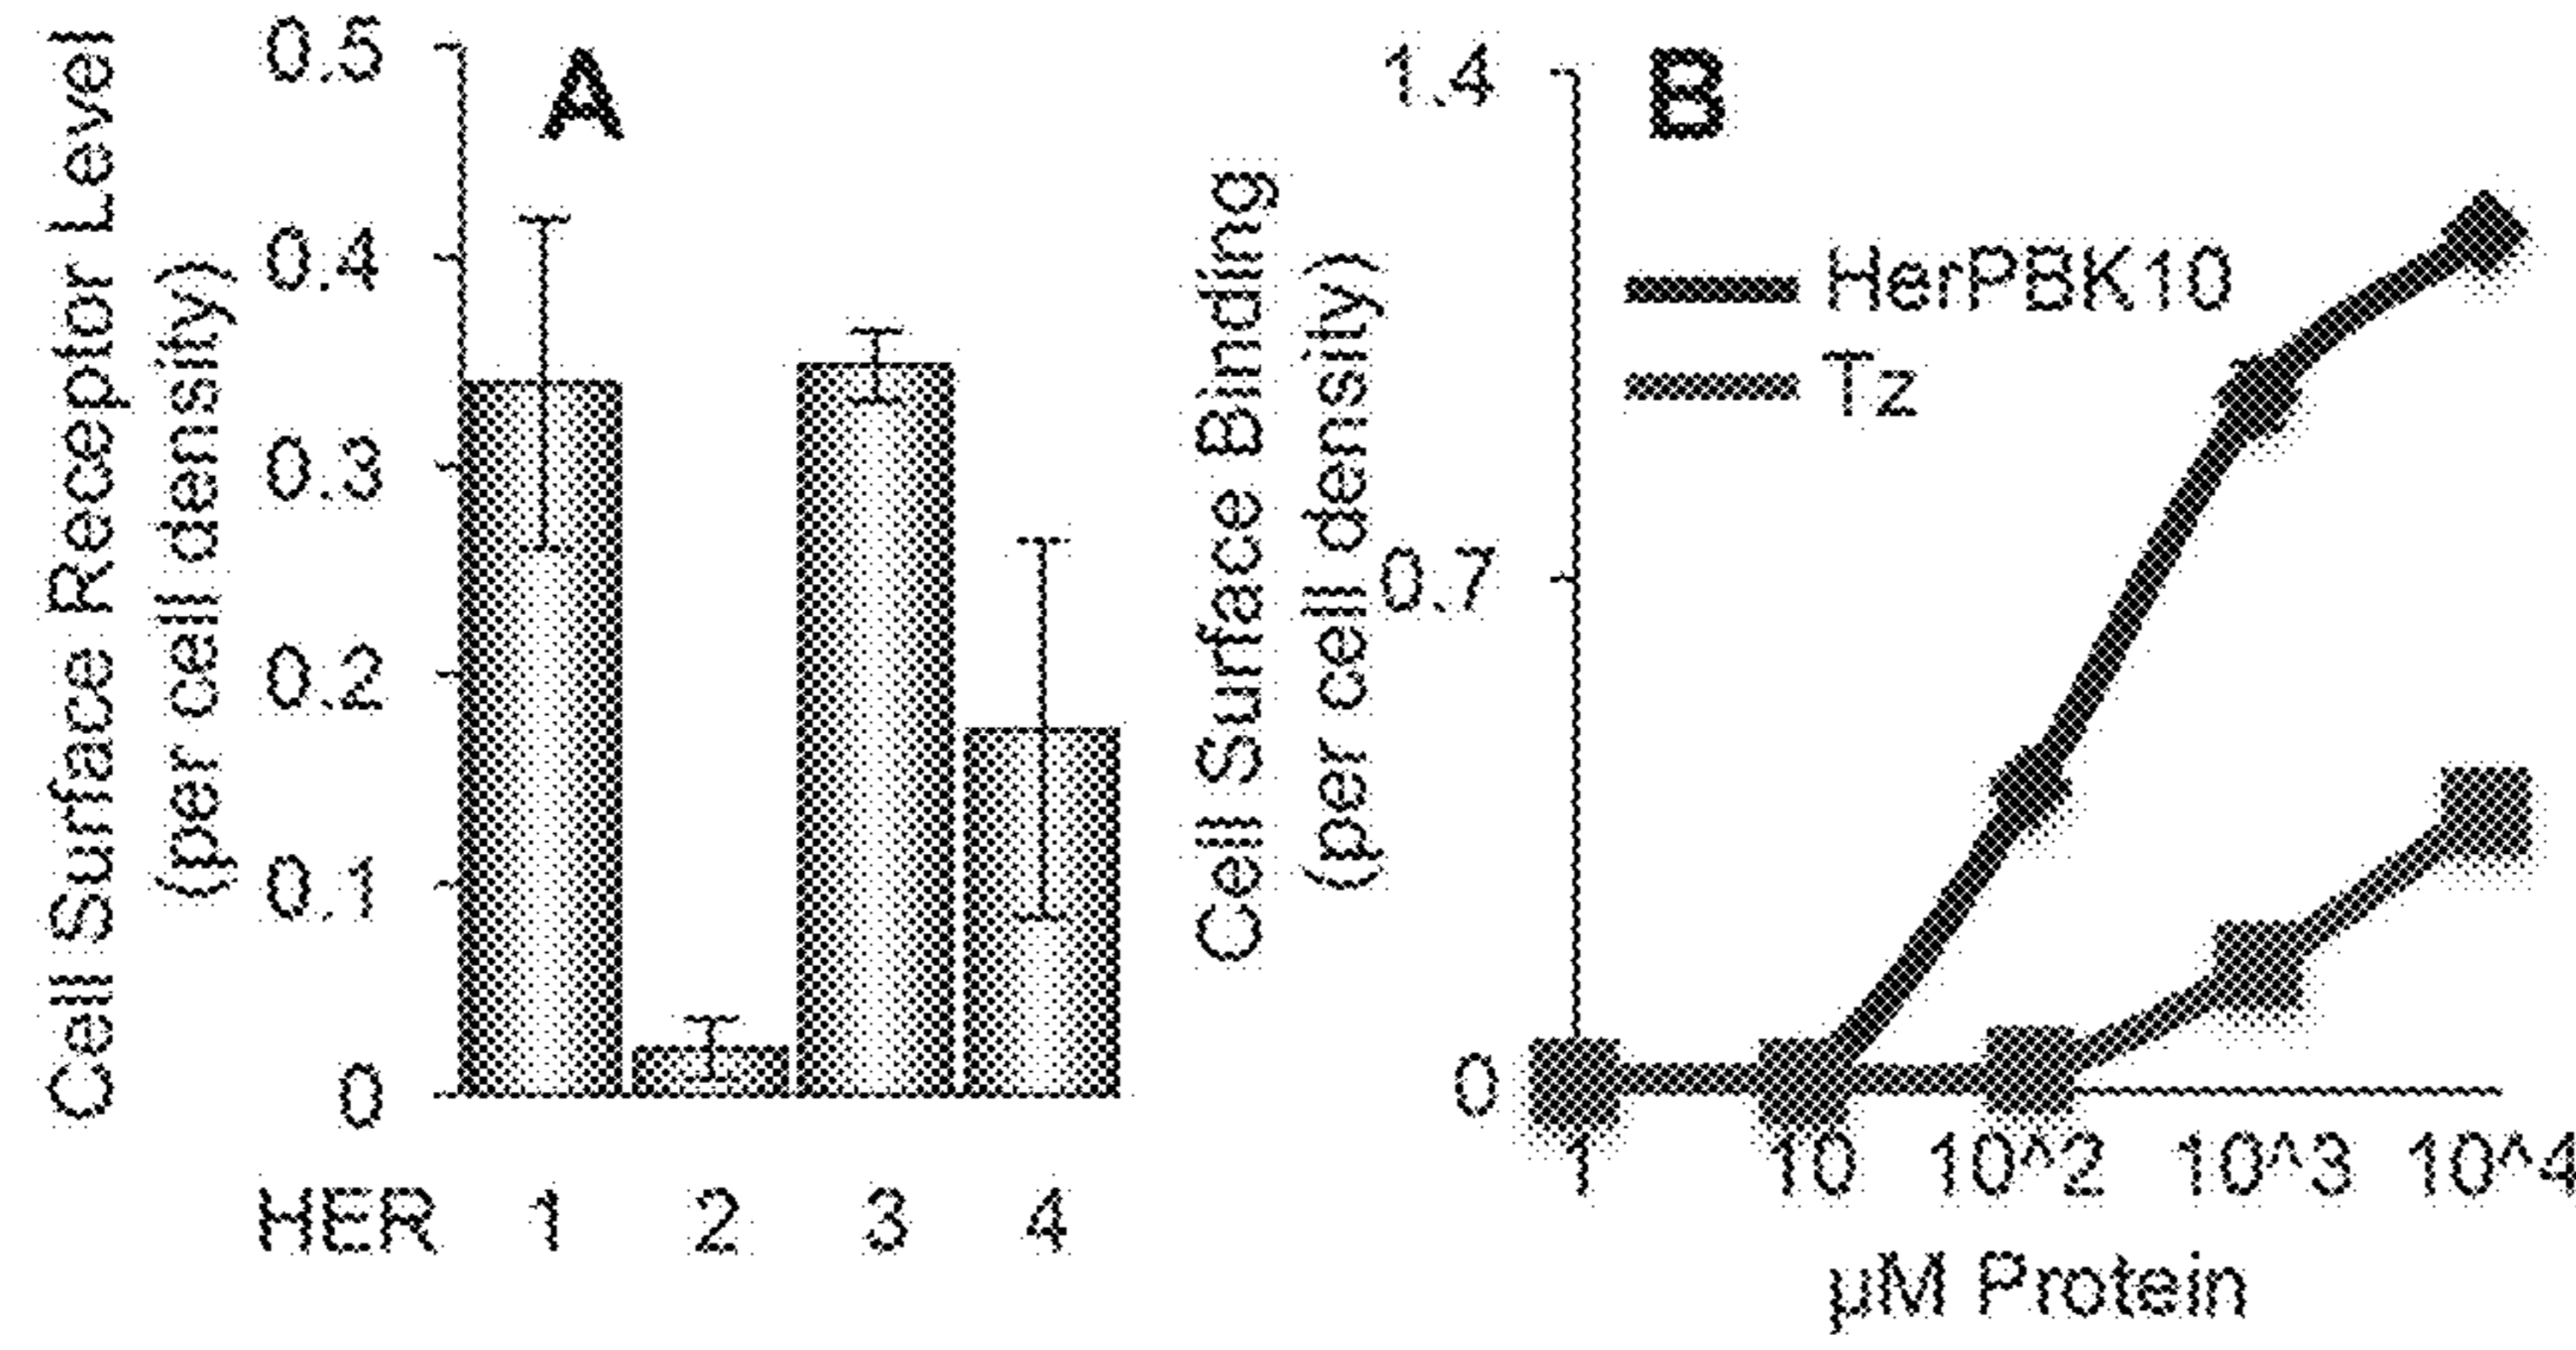 A
Cell Surface Receptor Level
(per cell density)
0.5
0.4
0.3
0.2
0.1
0
HER 1 2 3 4
B
Cell Surface Binding
(per cell density)
1.4
0.7
0
HerPBK10
Tz
1 10 10^2 10^3 10^4
µM Protein